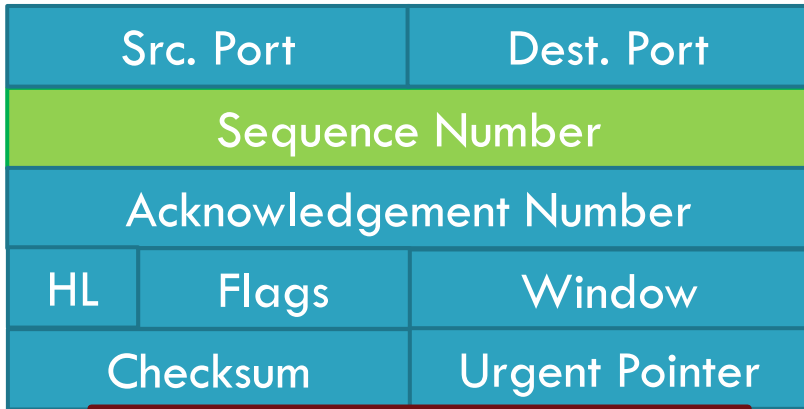 Src. Port Dest. Port
Sequence Number
Acknowledgement Number
HL Flags Window
Checksum Urgent Pointer